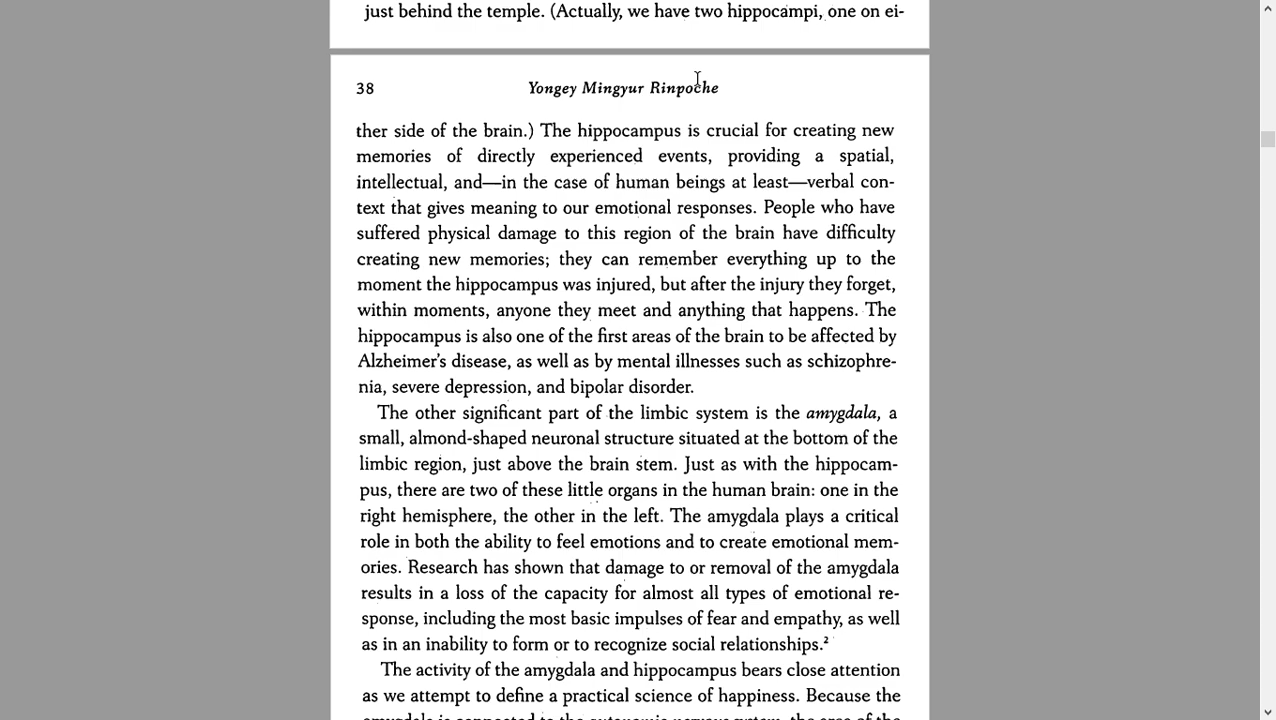 just behind the temple. (Actually, we have two hippocampi, one on ei-
38 Yongey Mingyur Rinpoche
ther side of the brain.) The hippocampus is crucial for creating new
memories of directly experienced events, providing a spatial,
intellectual, and—in the case of human beings at least—verbal con-
text that gives meaning to our emotional responses. People who have
suffered physical damage to this region of the brain have difficulty
creating new memories; they can remember everything up to the
moment the hippocampus was injured, but after the injury they forget,
within moments, anyone they meet and anything that happens. The
hippocampus is also one of the first areas of the brain to be affected by
Alzheimer's disease, as well as by mental illnesses such as schizophre-
nia, severe depression, and bipolar disorder.
The other significant part of the limbic system is the amygdala, a
small, almond-shaped neuronal structure situated at the bottom of the
limbic region, just above the brain stem. Just as with the hippocam-
pus, there are two of these little organs in the human brain: one in the
right hemisphere, the other in the left. The amygdala plays a critical
role in both the ability to feel emotions and to create emotional mem-
ories. Research has shown that damage to or removal of the amygdala
results in a loss of the capacity for almost all types of emotional re-
sponse, including the most basic impulses of fear and empathy, as well
as in an inability to form or to recognize social relationships.²
The activity of the amygdala and hippocampus bears close attention
as we attempt to define a practical science of happiness. Because the
amygdala is connected to the autonomic nervous system, the area of the